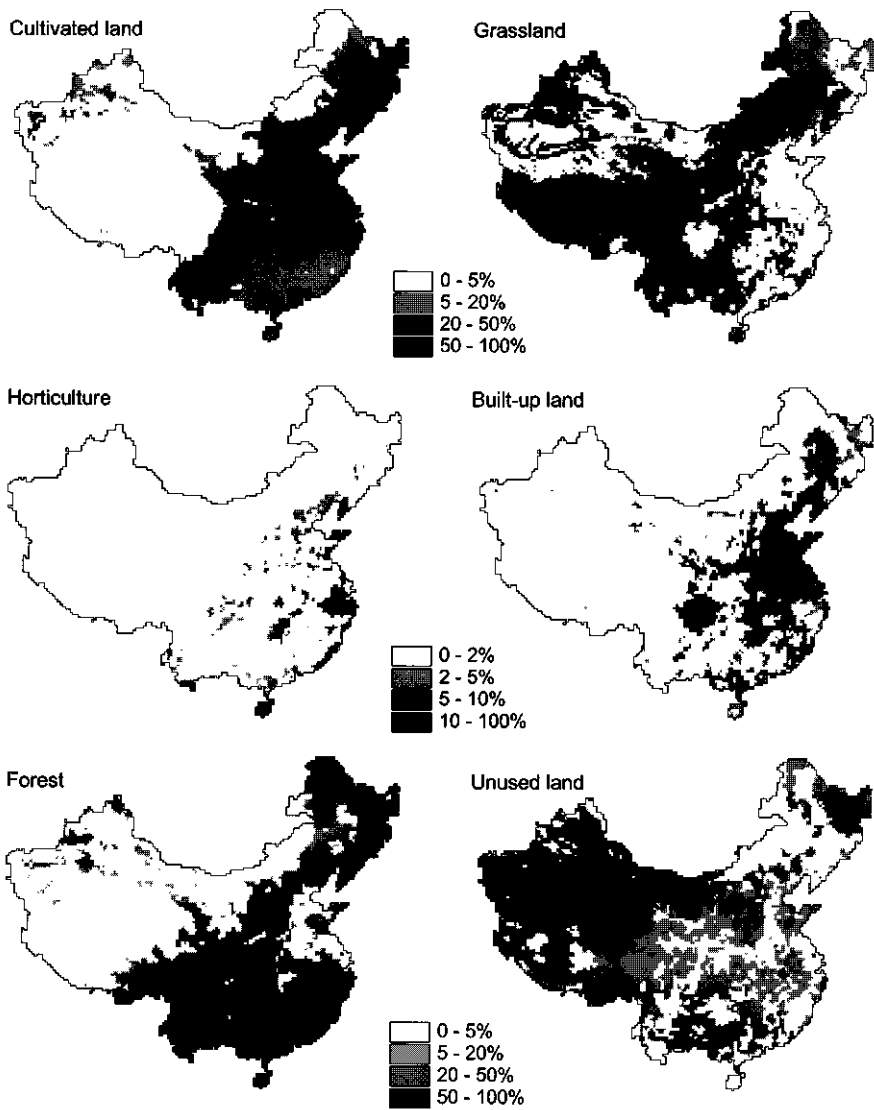 Cultivated land
Grassland
0 - 5%
5 - 20%
20 - 50%
50 - 100%
Horticulture
Built-up land
0 - 2%
2 - 5%
5 - 10%
10 - 100%
Forest
Unused land
0 - 5%
5 - 20%
20 - 50%
50 - 100%